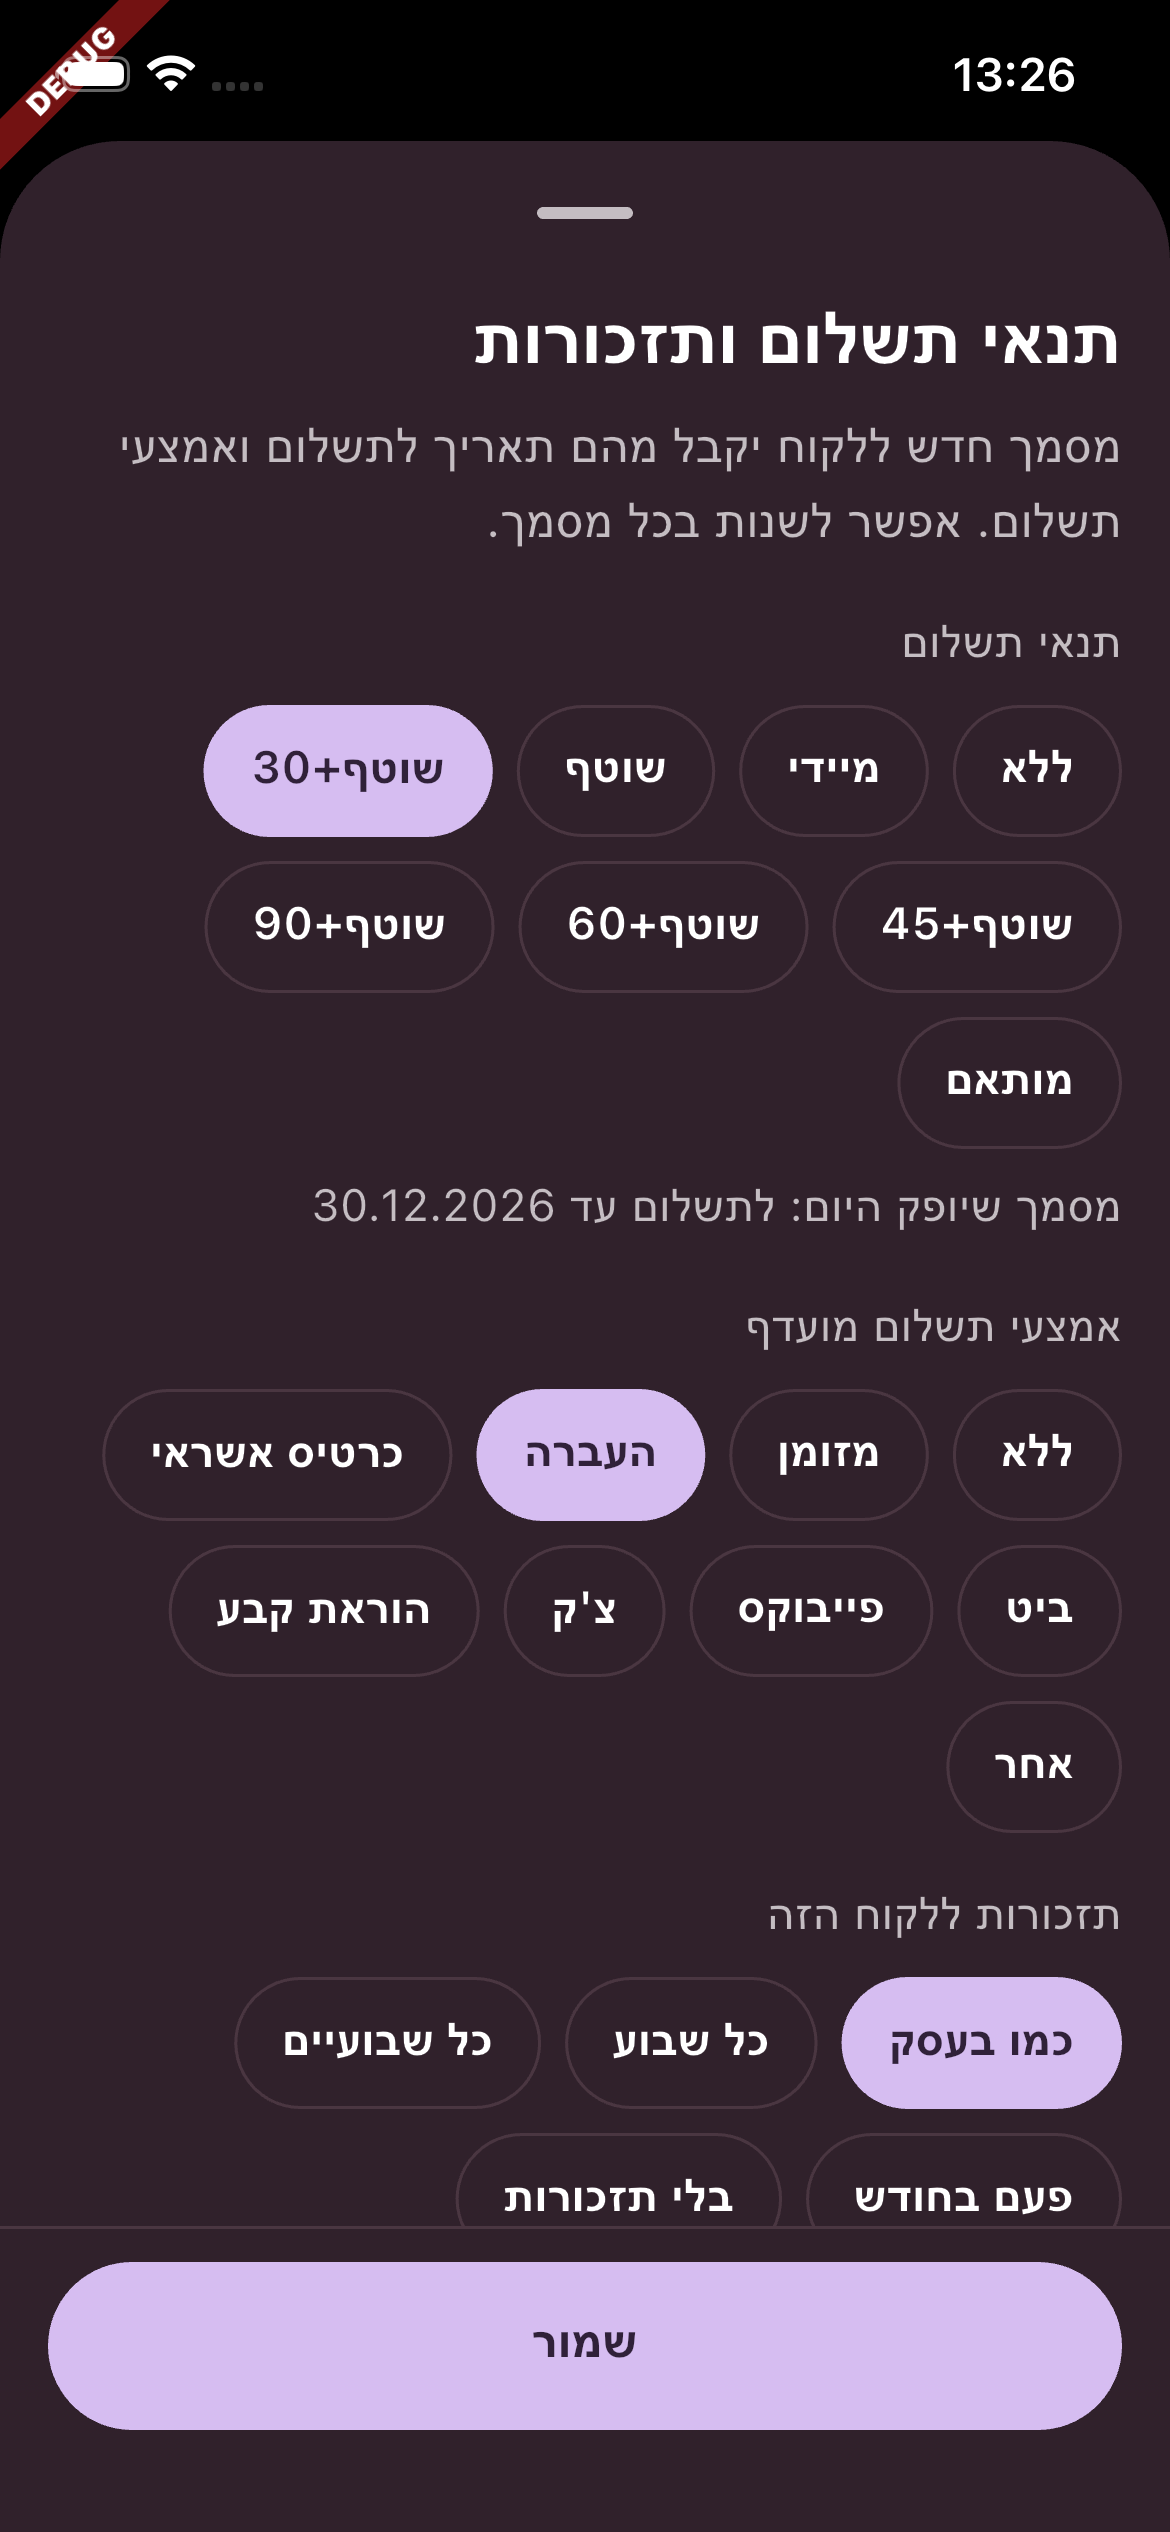 DEBUG
13:26
תנאי תשלום ותזכורות
מסמך חדש ללקוח יקבל מהם תאריך לתשלום ואמצעי
תשלום. אפשר לשנות בכל מסמך.
תנאי תשלום
ללא מיידי שוטף שוטף+30
שוטף+45 שוטף+60 שוטף+90
מותאם
מסמך שיופק היום: לתשלום עד 30.12.2026
אמצעי תשלום מועדף
ללא מזומן העברה כרטיס אשראי
ביט פייבוקס צ'ק הוראת קבע
אחר
תזכורות ללקוח הזה
כמו בעסק כל שבוע כל שבועיים
פעם בחודש בלי תזכורות
שמור